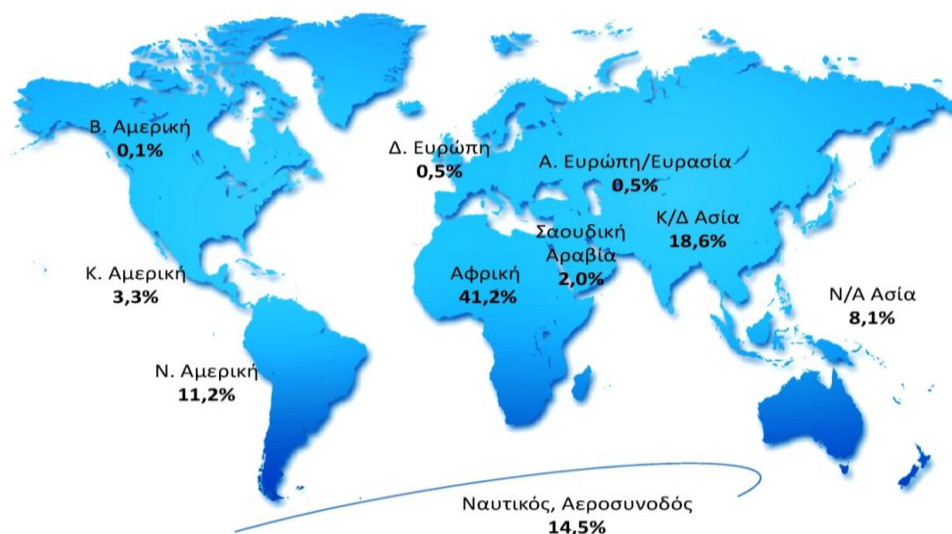 Β. Αμερική
0,1%
Δ. Ευρώπη
0,5%
Α. Ευρώπη/Ευρασία
0,5%
Κ/Δ Ασία
18,6%
Σαουδική
Αραβία
2,0%
Κ. Αμερική
3,3%
Αφρική
41,2%
Ν/Α Ασία
8,1%
Ν. Αμερική
11,2%
Ναυτικός, Αεροσυνοδός
14,5%